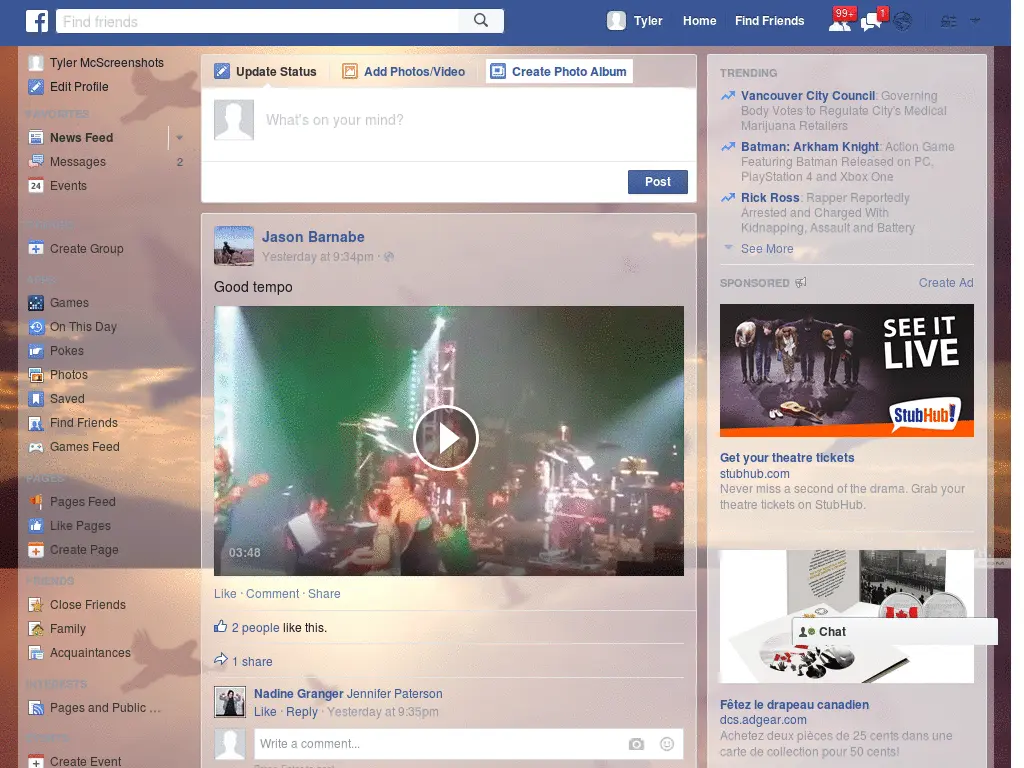 Find friends
Tyler
Home
Find Friends
99+
1
Tyler McScreenshots
Edit Profile
FAVORITES
News Feed
Messages
2
24
Events
Create Group
APPS
Games
On This Day
Pokes
Photos
Saved
Find Friends
Games Feed
PAGES
Pages Feed
Like Pages
Create Page
FRIENDS
Close Friends
Family
Acquaintances
INTERESTS
Pages and Public ...
Create Event
Update Status
Add Photos/Video
Create Photo Album
What's on your mind?
Post
Jason Barnabe
Yesterday at 9:34pm ·
Good tempo
03:48
Like · Comment · Share
2 people like this.
1 share
Nadine Granger Jennifer Paterson
Like · Reply · Yesterday at 9:35pm
Write a comment...
TRENDING
Vancouver City Council: Governing
Body Votes to Regulate City's Medical
Marijuana Retailers
Batman: Arkham Knight: Action Game
Featuring Batman Released on PC,
PlayStation 4 and Xbox One
Rick Ross: Rapper Reportedly
Arrested and Charged With
Kidnapping, Assault and Battery
See More
SPONSORED
Create Ad
SEE IT
LIVE
StubHub!
Get your theatre tickets
stubhub.com
Never miss a second of the drama. Grab your
theatre tickets on StubHub.
Chat
Fêtez le drapeau canadien
dcs.adgear.com
Achetez deux pièces de 25 cents dans une
carte de collection pour 50 cents!